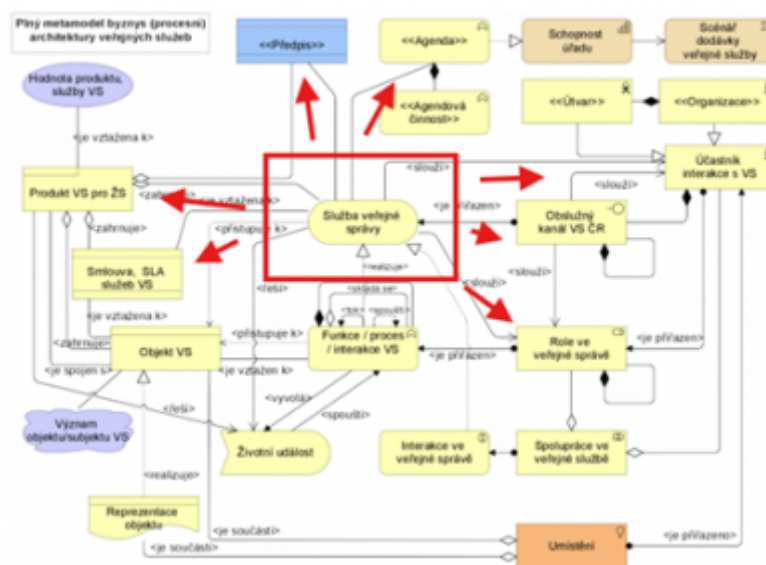 Plný metamodel byznys (procesní)
architektury veřejných služeb
<<Předpis>>
<<Agenda>>
Schopnost
úřadu
Scénář
dodávky
veřejné služby
Hodnota produktu,
služby VS
<<Agendová
činnost>>
<<Útvar>>
<<Organizace>>
<je vztažena k>
Produkt VS pro ŽS
<zahrnuje>
<je vztažena k>
<slouží>
Účastník
interakce s VS
<slouží>
Služba veřejné
správy
<je přiřazen>
Obslužný
kanál VS ČR
<zahrnuje>
<přistupuje k>
Smlouva, SLA
služeb VS
<realizuje>
<slouží>
<slouží>
<řeší>
<skládá se>
<tok>
<spouští>
<je vztažena k>
<přistupuje k>
<zahrnuje>
Objekt VS
Funkce / proces
/ interakce VS
Role ve
veřejné správě
<je přiřazen>
<je spojen s>
<je vztažen k>
<je přiřazen>
<vyvolá>
<spouští>
<řeší>
Význam
objektu/subjektu VS
Životní událost
Interakce ve
veřejné správě
Spolupráce ve
veřejné službě
<realizuje>
Reprezentace
objektu
<je součástí>
<je součástí>
Umístění
<je přiřazeno>